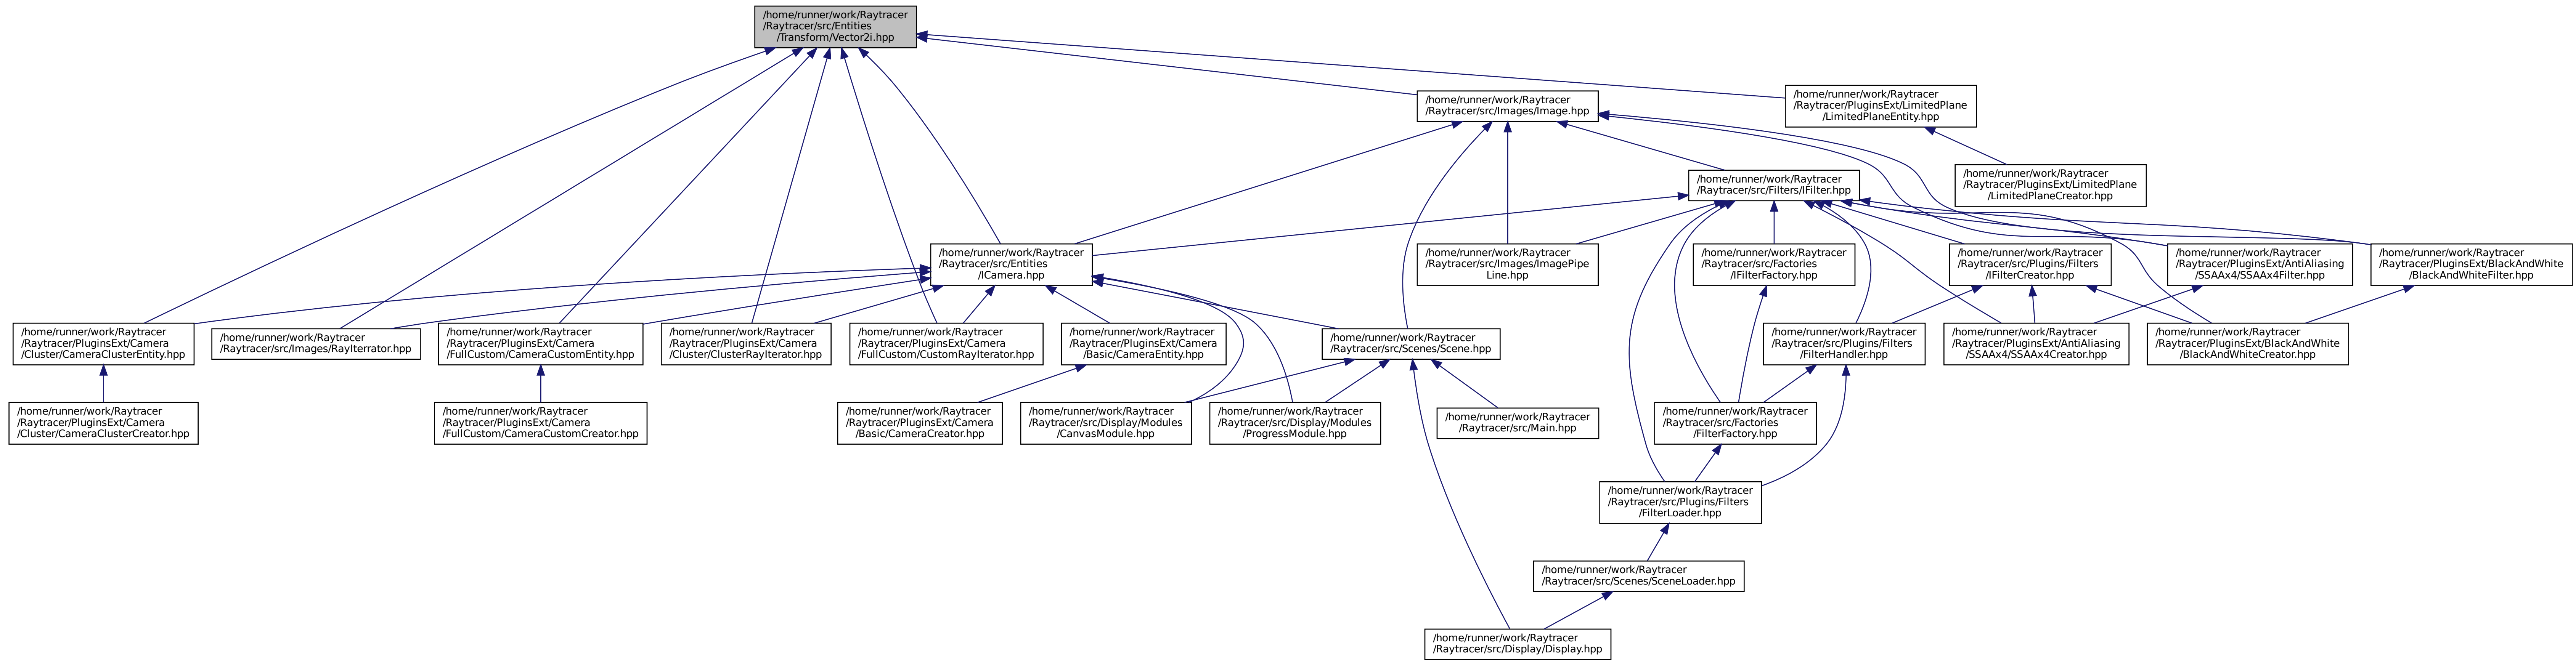 /home/runner/work/Raytracer
/Raytracer/src/Entities
/Transform/Vector2i.hpp
/home/runner/work/Raytracer
/Raytracer/src/Images/Image.hpp
/home/runner/work/Raytracer
/Raytracer/PluginsExt/LimitedPlane
/LimitedPlaneEntity.hpp
/home/runner/work/Raytracer
/Raytracer/src/Filters/IFilter.hpp
/home/runner/work/Raytracer
/Raytracer/PluginsExt/LimitedPlane
/LimitedPlaneCreator.hpp
/home/runner/work/Raytracer
/Raytracer/src/Entities
/ICamera.hpp
/home/runner/work/Raytracer
/Raytracer/src/Images/ImagePipe
Line.hpp
/home/runner/work/Raytracer
/Raytracer/src/Factories
/IFilterFactory.hpp
/home/runner/work/Raytracer
/Raytracer/src/Plugins/Filters
/IFilterCreator.hpp
/home/runner/work/Raytracer
/Raytracer/PluginsExt/AntiAliasing
/SSAAx4/SSAAx4Filter.hpp
/home/runner/work/Raytracer
/Raytracer/PluginsExt/BlackAndWhite
/BlackAndWhiteFilter.hpp
/home/runner/work/Raytracer
/Raytracer/PluginsExt/Camera
/Cluster/CameraClusterEntity.hpp
/home/runner/work/Raytracer
/Raytracer/src/Images/RayIterrator.hpp
/home/runner/work/Raytracer
/Raytracer/PluginsExt/Camera
/FullCustom/CameraCustomEntity.hpp
/home/runner/work/Raytracer
/Raytracer/PluginsExt/Camera
/Cluster/ClusterRayIterator.hpp
/home/runner/work/Raytracer
/Raytracer/PluginsExt/Camera
/FullCustom/CustomRayIterator.hpp
/home/runner/work/Raytracer
/Raytracer/PluginsExt/Camera
/Basic/CameraEntity.hpp
/home/runner/work/Raytracer
/Raytracer/src/Scenes/Scene.hpp
/home/runner/work/Raytracer
/Raytracer/src/Plugins/Filters
/FilterHandler.hpp
/home/runner/work/Raytracer
/Raytracer/PluginsExt/AntiAliasing
/SSAAx4/SSAAx4Creator.hpp
/home/runner/work/Raytracer
/Raytracer/PluginsExt/BlackAndWhite
/BlackAndWhiteCreator.hpp
/home/runner/work/Raytracer
/Raytracer/PluginsExt/Camera
/Cluster/CameraClusterCreator.hpp
/home/runner/work/Raytracer
/Raytracer/PluginsExt/Camera
/FullCustom/CameraCustomCreator.hpp
/home/runner/work/Raytracer
/Raytracer/PluginsExt/Camera
/Basic/CameraCreator.hpp
/home/runner/work/Raytracer
/Raytracer/src/Display/Modules
/CanvasModule.hpp
/home/runner/work/Raytracer
/Raytracer/src/Display/Modules
/ProgressModule.hpp
/home/runner/work/Raytracer
/Raytracer/src/Main.hpp
/home/runner/work/Raytracer
/Raytracer/src/Factories
/FilterFactory.hpp
/home/runner/work/Raytracer
/Raytracer/src/Plugins/Filters
/FilterLoader.hpp
/home/runner/work/Raytracer
/Raytracer/src/Scenes/SceneLoader.hpp
/home/runner/work/Raytracer
/Raytracer/src/Display/Display.hpp